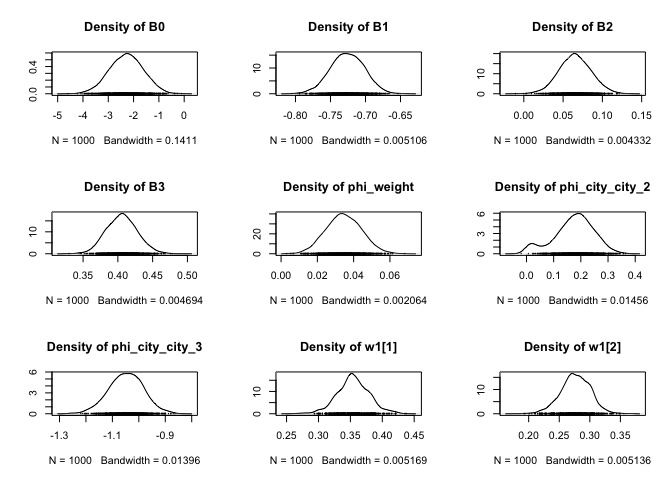 Density of B0
0.0 0.4
-5 -4 -3 -2 -1 0
N = 1000 Bandwidth = 0.1411
Density of B1
0 10
-0.80 -0.75 -0.70 -0.65
N = 1000 Bandwidth = 0.005106
Density of B2
0 10
0.00 0.05 0.10 0.15
N = 1000 Bandwidth = 0.004332
Density of B3
0 10
0.35 0.40 0.45 0.50
N = 1000 Bandwidth = 0.004694
Density of phi_weight
0 20
0.00 0.02 0.04 0.06
N = 1000 Bandwidth = 0.002064
Density of phi_city_city_2
0 3 6
0.0 0.1 0.2 0.3 0.4
N = 1000 Bandwidth = 0.01456
Density of phi_city_city_3
0 3 6
-1.3 -1.1 -0.9
N = 1000 Bandwidth = 0.01396
Density of w1[1]
0 10
0.25 0.30 0.35 0.40 0.45
N = 1000 Bandwidth = 0.005169
Density of w1[2]
0 10
0.20 0.25 0.30 0.35
N = 1000 Bandwidth = 0.005136